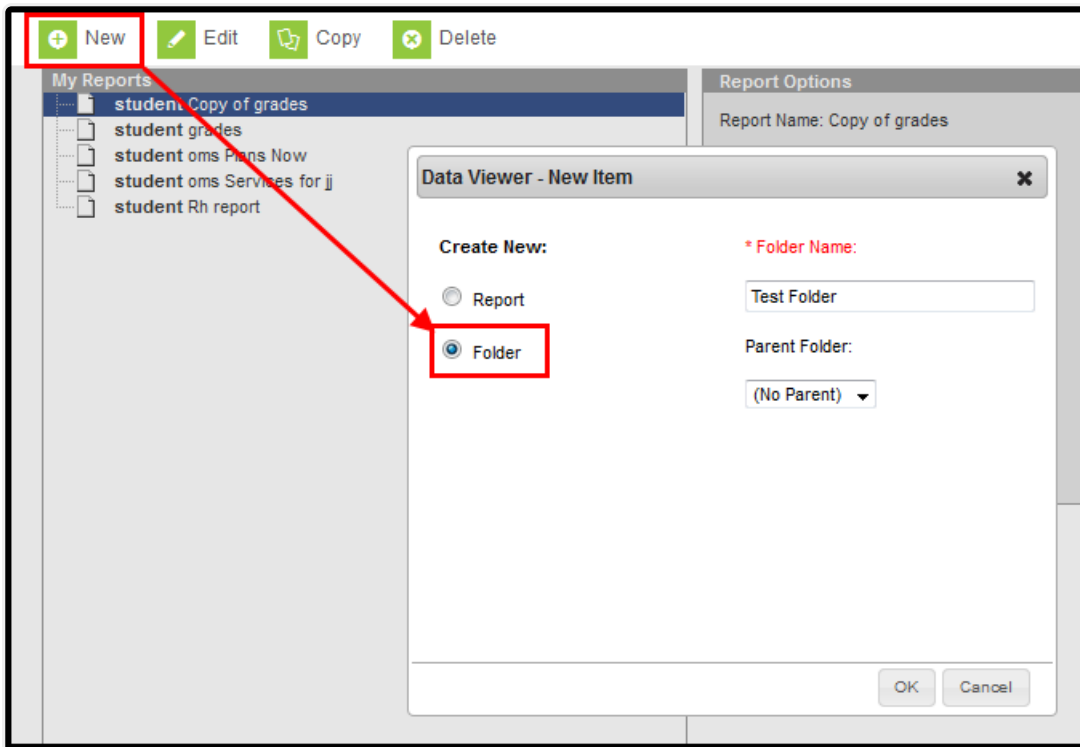 New Edit Copy Delete
My Reports
student Copy of grades
student grades
student oms Plans Now
student oms Services for jj
student Rh report
Report Options
Report Name: Copy of grades
Data Viewer - New Item
Create New:
Report
Folder
* Folder Name:
Test Folder
Parent Folder:
(No Parent)
OK Cancel